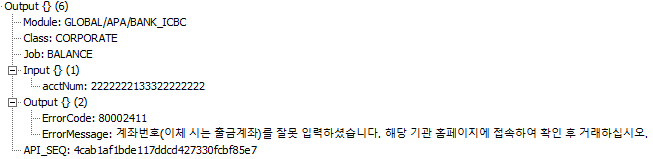 Output {} (6)
Module: GLOBAL/APA/BANK_ICBC
Class: CORPORATE
Job: BALANCE
Input {} (1)
acctNum: 2222222133322222222
Output {} (2)
ErrorCode: 80002411
ErrorMessage: 계좌번호(이체 시는 출금계좌)를 잘못 입력하셨습니다. 해당 기관 홈페이지에 접속하여 확인 후 거래하십시오.
API_SEQ: 4cab1af1bde117ddcd427330fcbf85e7